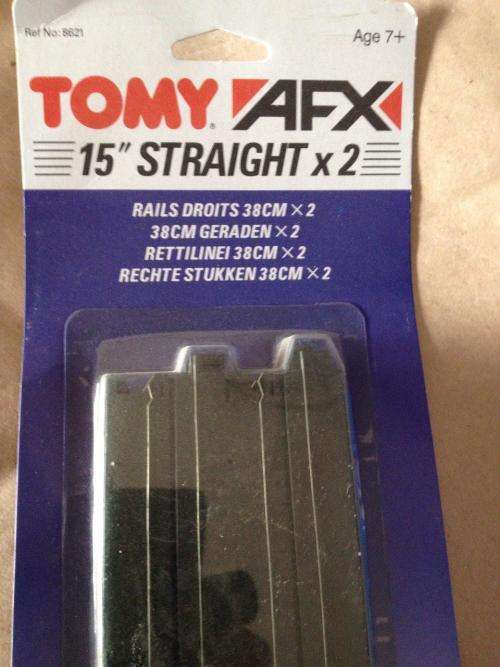 Ref No: 8621
Age 7+
TOMY AFX
15" STRAIGHT x 2
RAILS DROITS 38CM × 2
38CM GERADEN × 2
RETTILINEI 38CM × 2
RECHTE STUKKEN 38CM × 2